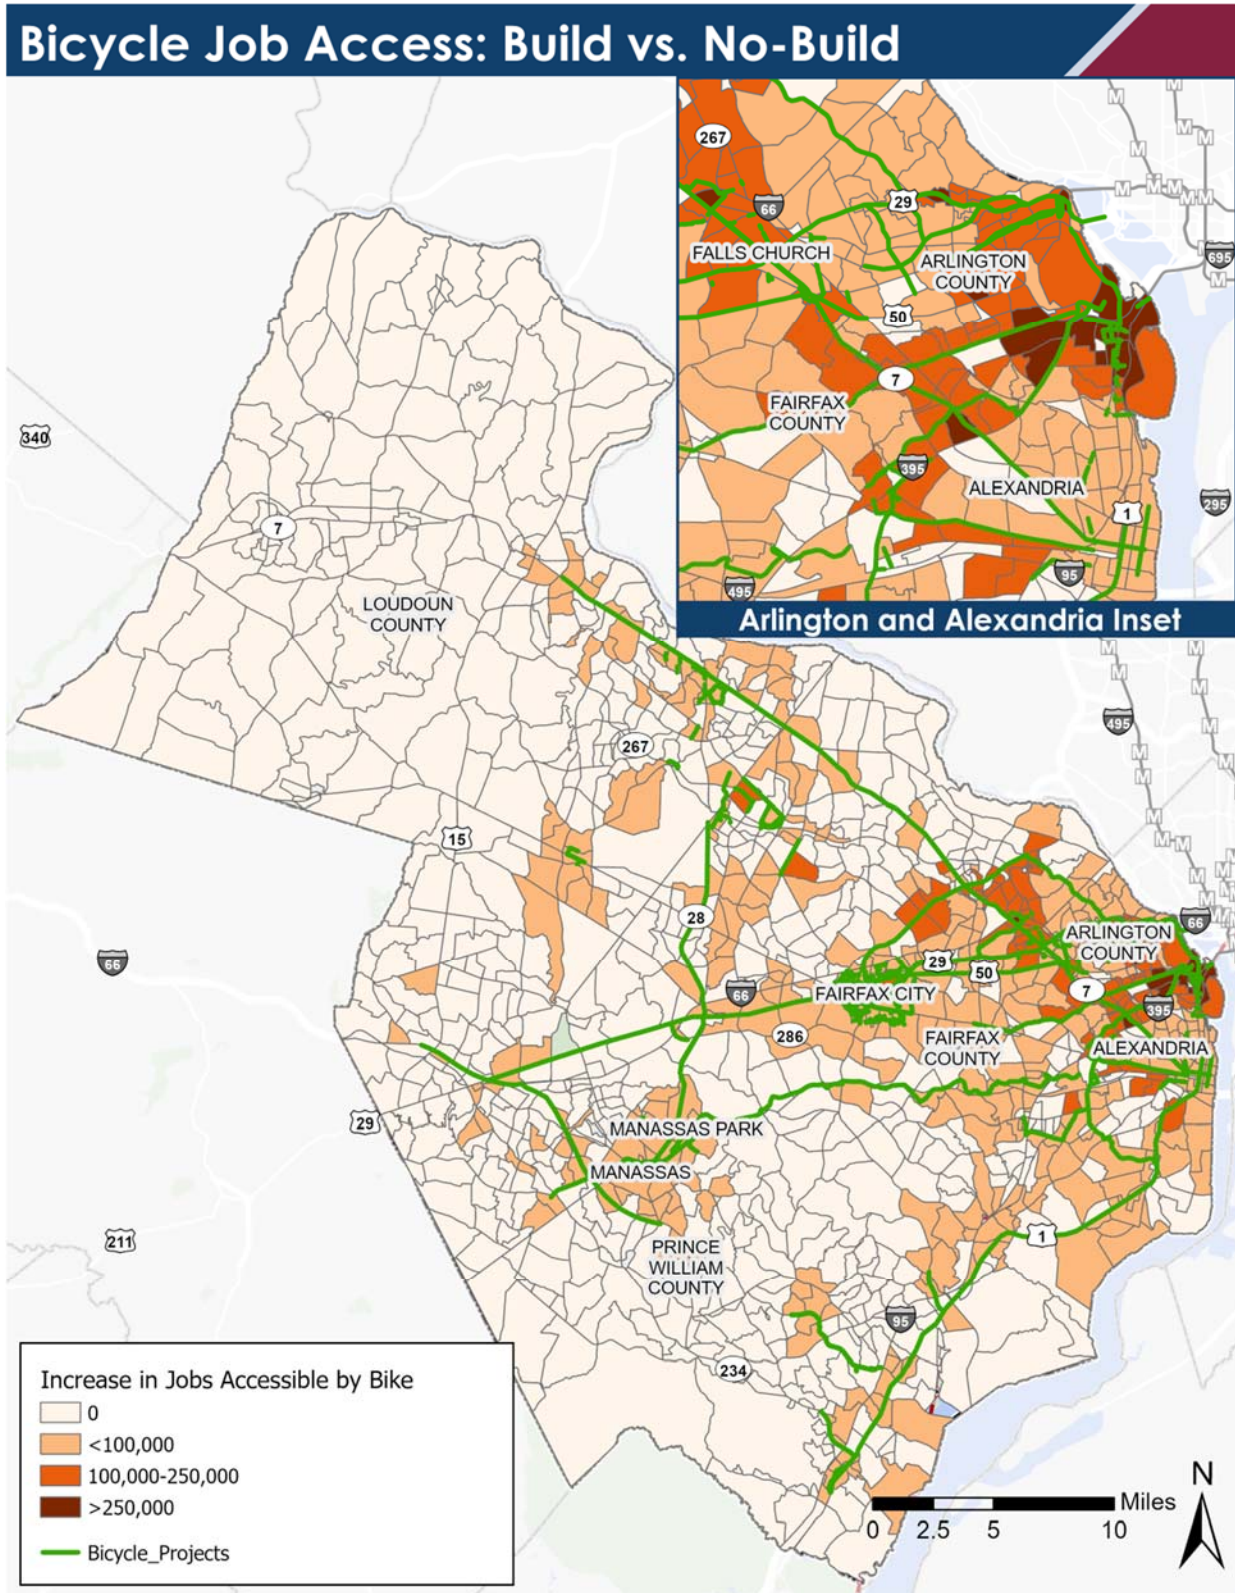 Bicycle Job Access: Build vs. No-Build
M
M
M
M
M
M
M
M
M
M
M
M
267
66
29
695
FALLS CHURCH
ARLINGTON
COUNTY
50
7
FAIRFAX
COUNTY
395
ALEXANDRIA
1
295
95
495
Arlington and Alexandria Inset
340
7
LOUDOUN
COUNTY
M
M
M
M
495
M
M
M
M
M
267
15
M
M
M
M
28
66
ARLINGTON
COUNTY
66
29
50
7
66
FAIRFAX CITY
395
286
FAIRFAX
COUNTY
ALEXANDRIA
29
MANASSAS PARK
MANASSAS
211
1
PRINCE
WILLIAM
COUNTY
95
234
Increase in Jobs Accessible by Bike
0
<100,000
100,000-250,000
>250,000
Bicycle_Projects
N
Miles
0 2.5 5 10